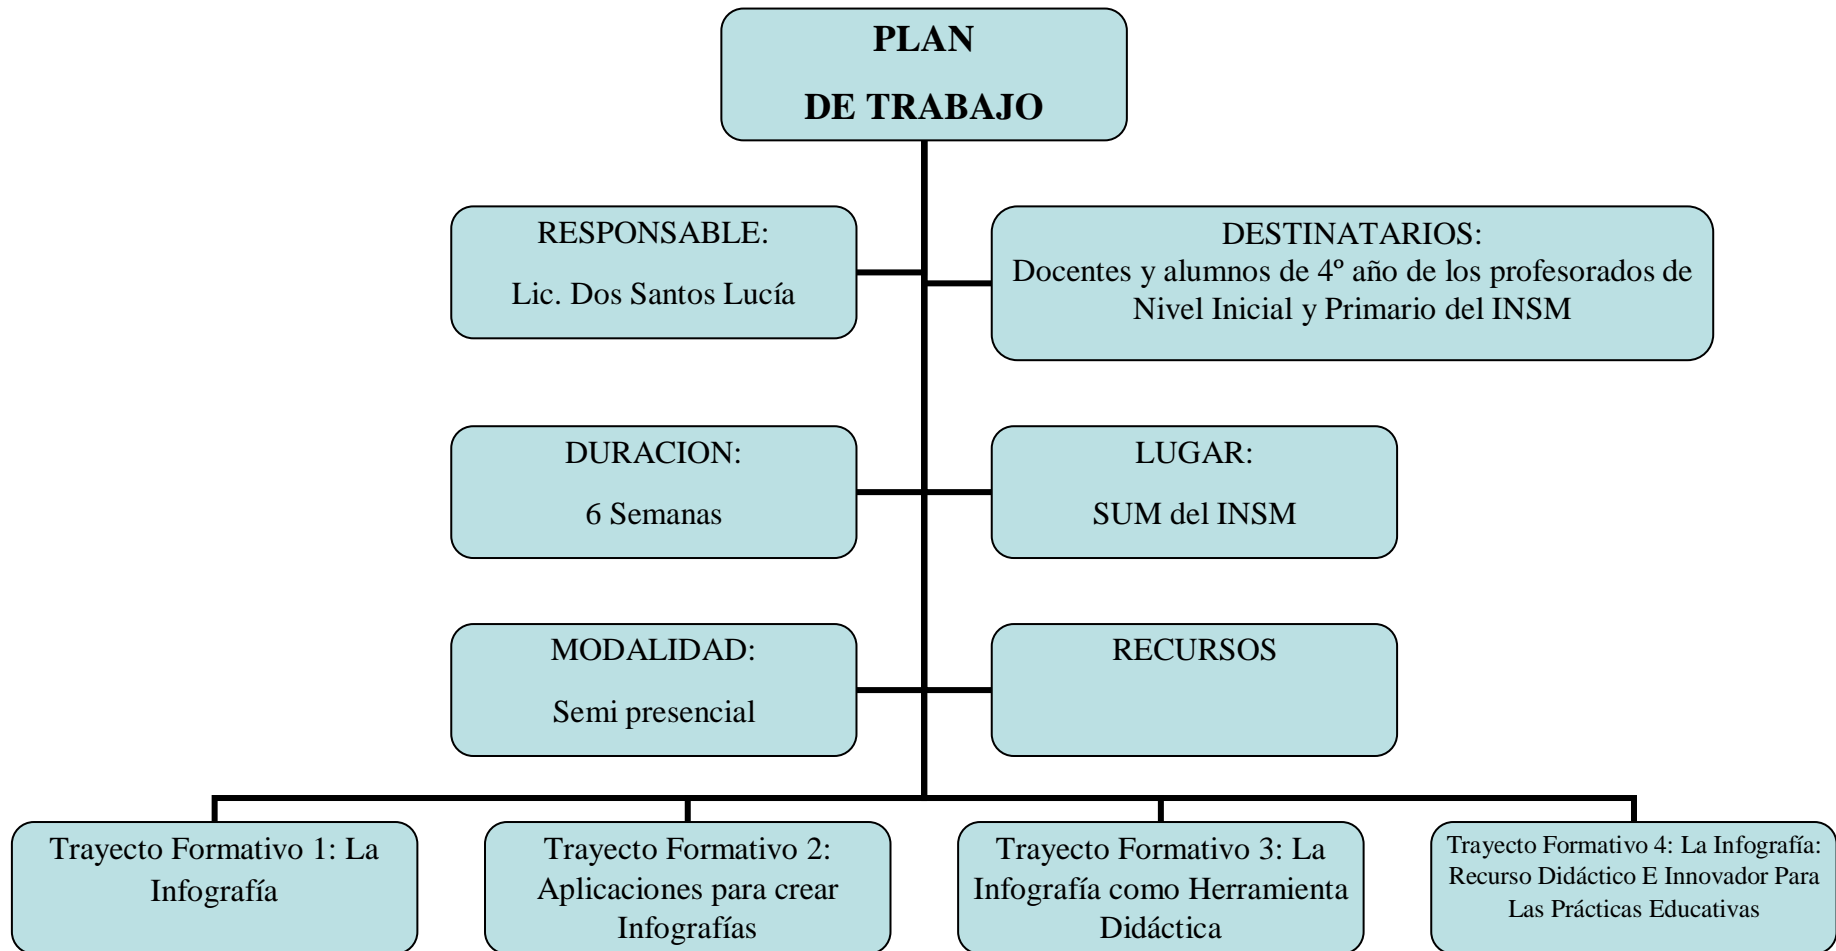 PLAN
DE TRABAJO
RESPONSABLE:
Lic. Dos Santos Lucía
DESTINATARIOS:
Docentes y alumnos de 4º año de los profesorados de
Nivel Inicial y Primario del INSM
DURACION:
6 Semanas
LUGAR:
SUM del INSM
MODALIDAD:
Semi presencial
RECURSOS
Trayecto Formativo 1: La
Infografía
Trayecto Formativo 2:
Aplicaciones para crear
Infografías
Trayecto Formativo 3: La
Infografía como Herramienta
Didáctica
Trayecto Formativo 4: La Infografía:
Recurso Didáctico E Innovador Para
Las Prácticas Educativas